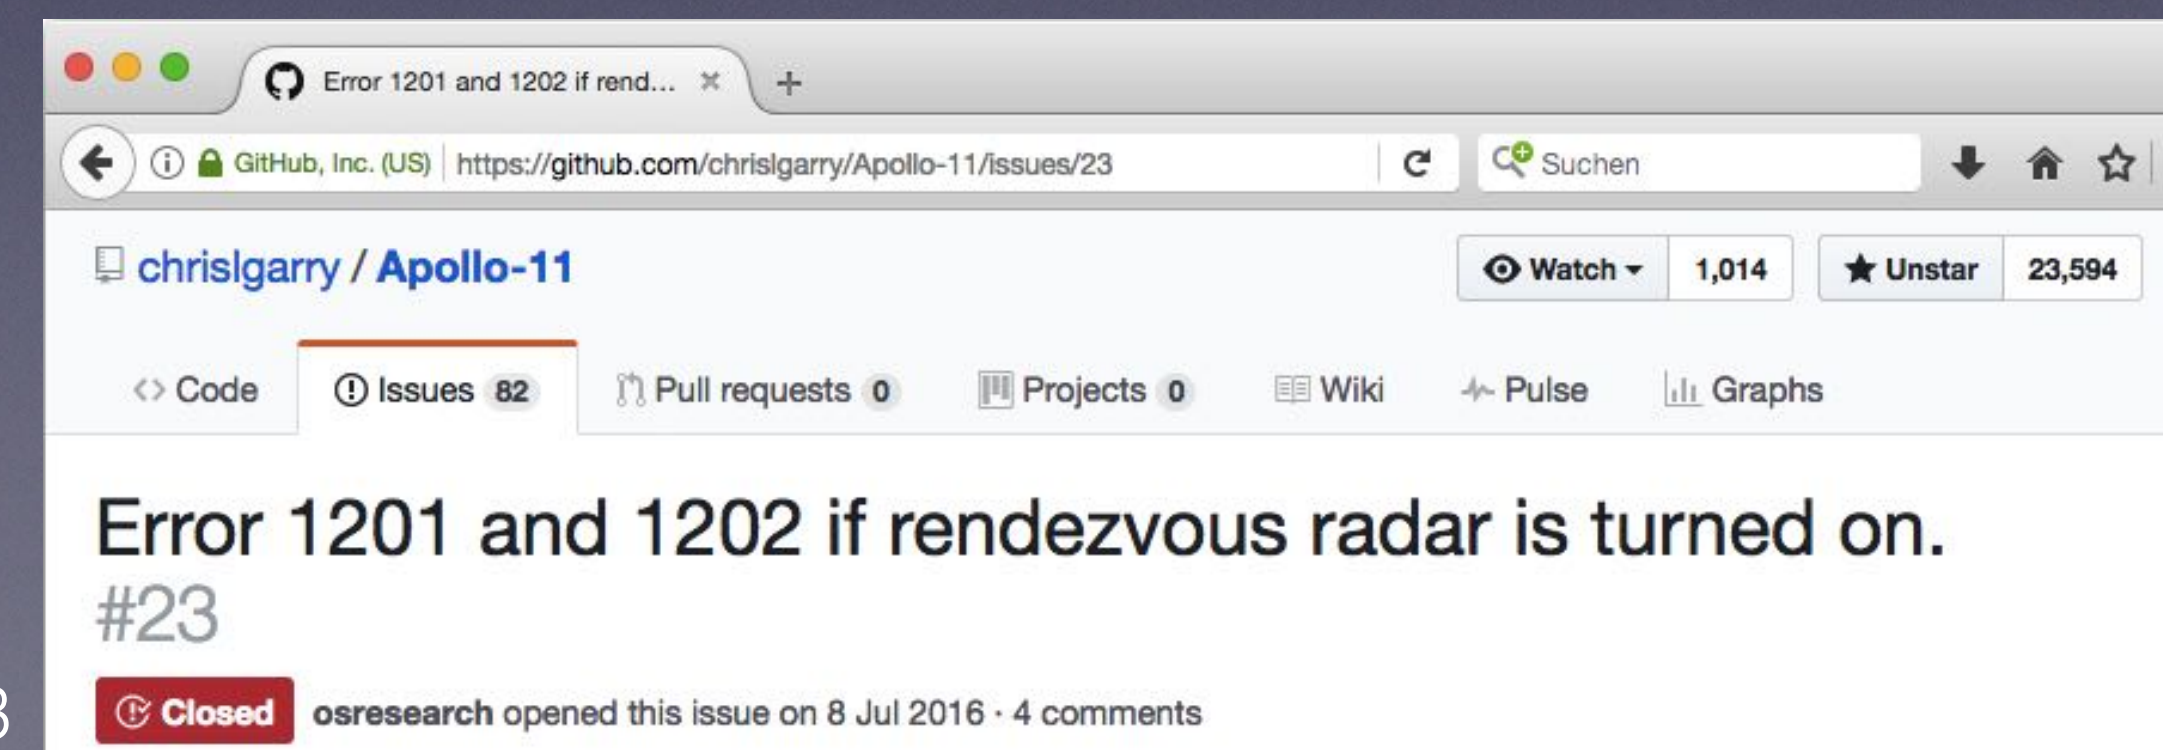 Error 1201 and 1202 if rend...
GitHub, Inc. (US) https://github.com/chrislgarry/Apollo-11/issues/23 Suchen
chrislgarry / Apollo-11 Watch 1,014 Unstar 23,594
Code Issues 82 Pull requests 0 Projects 0 Wiki Pulse Graphs
Error 1201 and 1202 if rendezvous radar is turned on.
#23
Closed osresearch opened this issue on 8 Jul 2016 · 4 comments